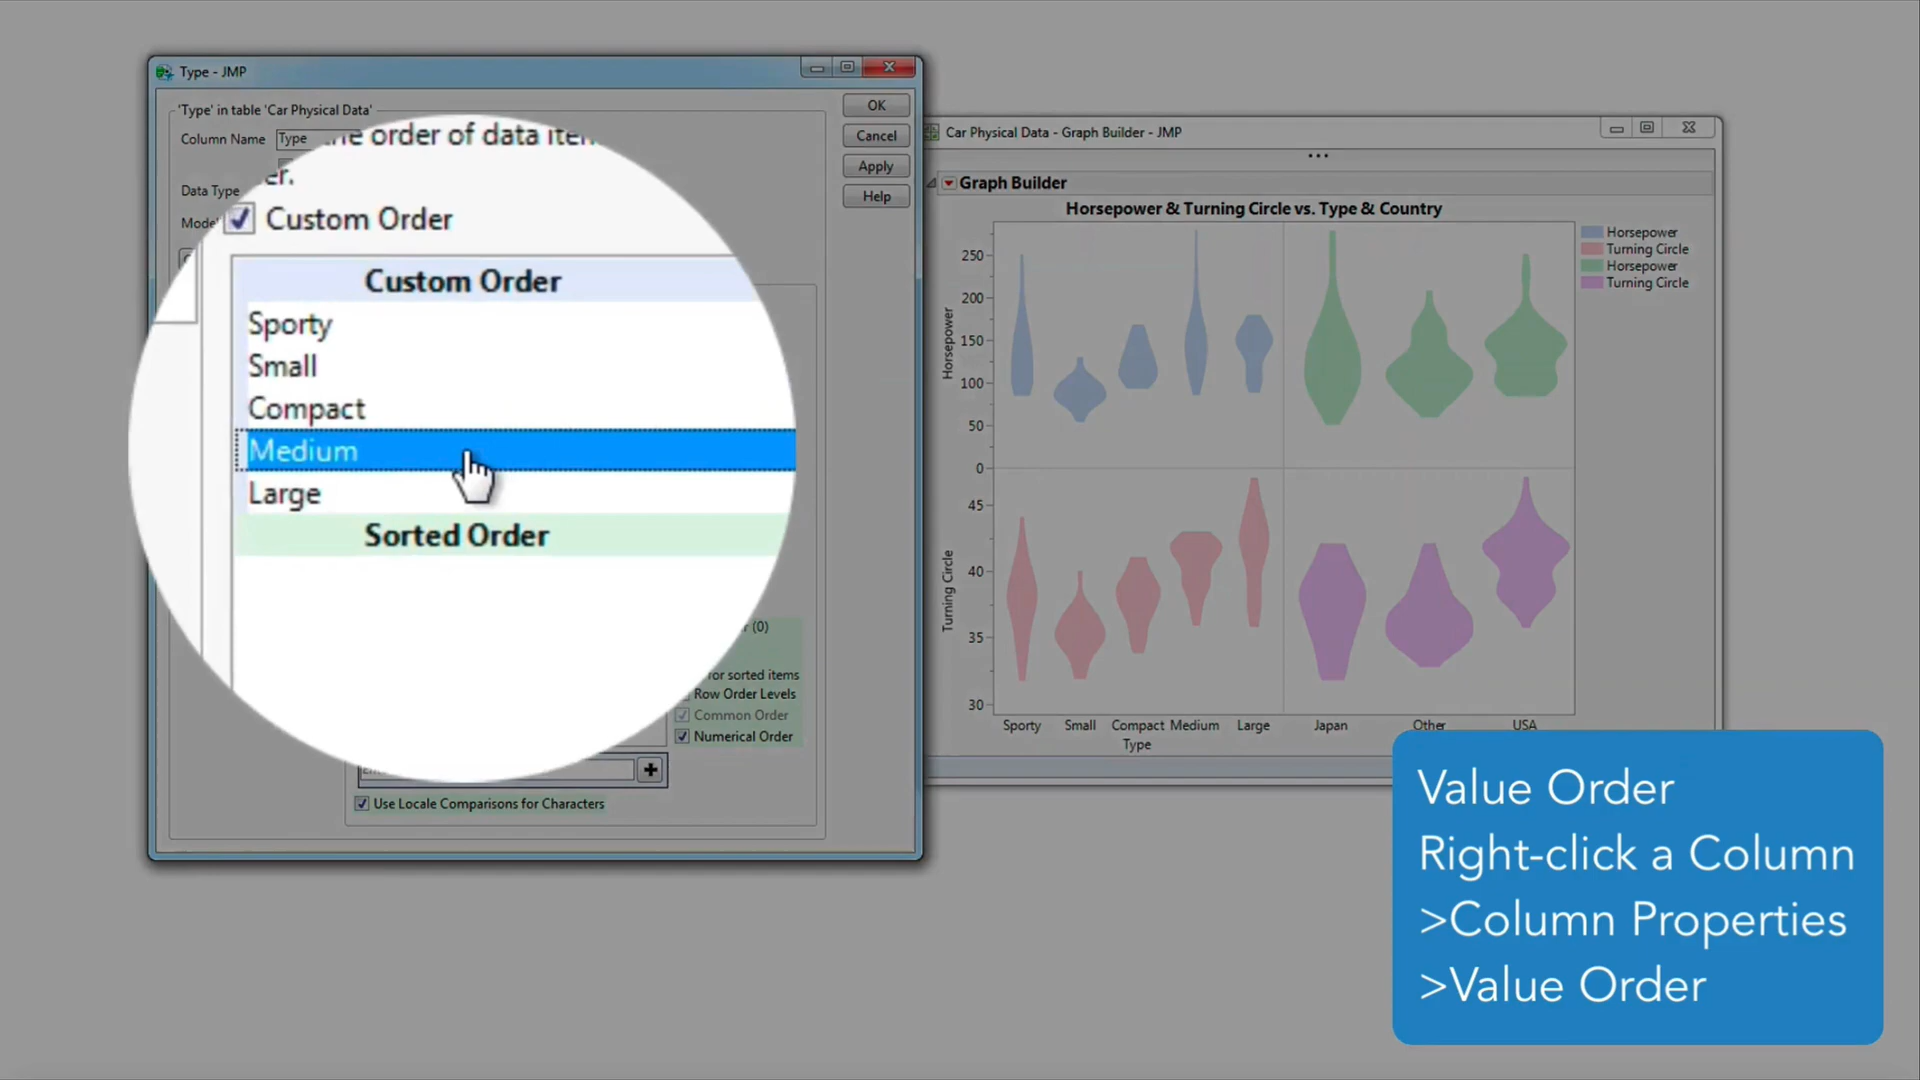 Type - JMP
'Type' in table 'Car Physical Data'
Column Name Type
Data Type
OK
Cancel
Apply
Help
the order of data
er.
Custom Order
Custom Order
Sporty
Small
Compact
Medium
Large
Sorted Order
(0)
for sorted items
Row Order Levels
Common Order
Numerical Order
Use Locale Comparisons for Characters
Car Physical Data - Graph Builder - JMP
Graph Builder
Horsepower & Turning Circle vs. Type & Country
Horsepower
250
200
150
100
50
0
Turning Circle
45
40
35
30
Sporty Small Compact Medium Large Japan Other USA
Type
Horsepower
Turning Circle
Horsepower
Turning Circle
Value Order
Right-click a Column
>Column Properties
>Value Order